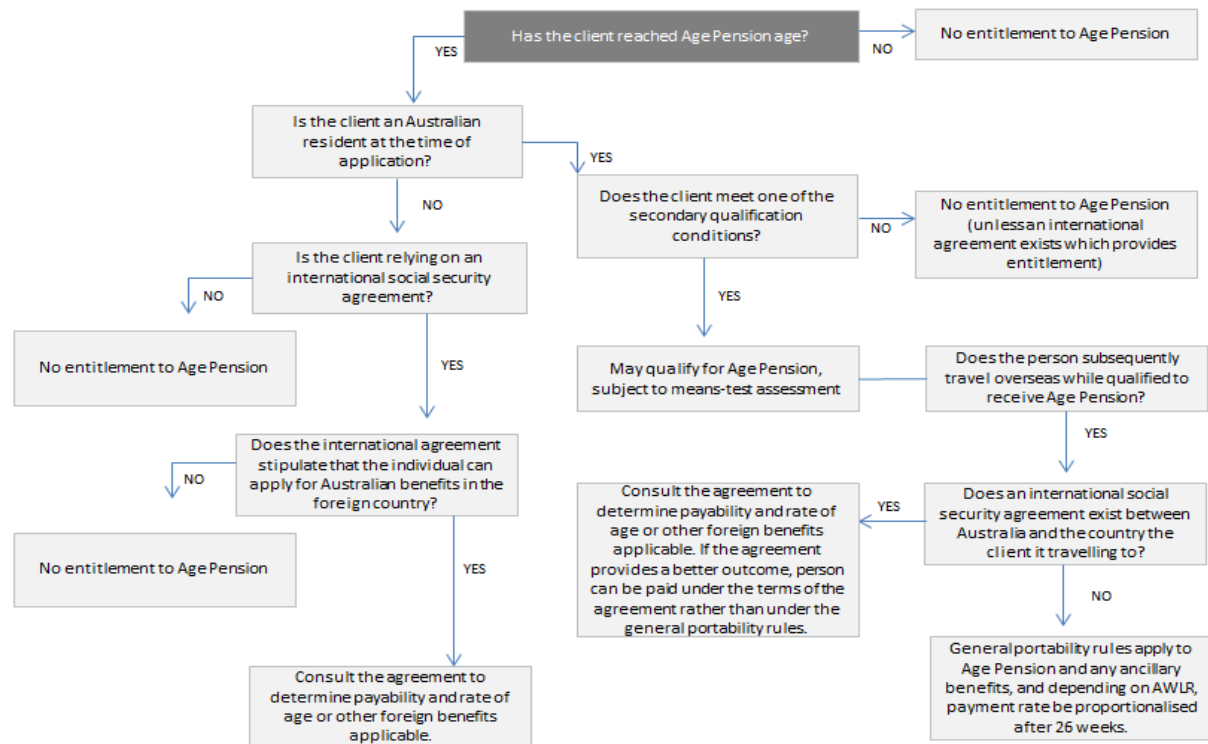 Has the client reached Age Pension age?
NO
No entitlement to Age Pension
YES
Is the client an Australian
resident at the time of
application?
YES
NO
Does the client meet one of the
secondary qualification
conditions?
NO
No entitlement to Age Pension
(unless an international
agreement exists which provides
entitlement)
Is the client relying on an
international social security
agreement?
NO
YES
No entitlement to Age Pension
YES
May qualify for Age Pension,
subject to means-test assessment
Does the person subsequently
travel overseas while qualified to
receive Age Pension?
YES
Does the international agreement
stipulate that the individual can
apply for Australian benefits in the
foreign country?
NO
No entitlement to Age Pension
YES
Does an international social
security agreement exist between
Australia and the country the
client it travelling to?
YES
Consult the agreement to
determine payability and rate of
age or other foreign benefits
applicable. If the agreement
provides a better outcome, person
can be paid under the terms of the
agreement rather than under the
general portability rules.
NO
Consult the agreement to
determine payability and rate of
age or other foreign benefits
applicable.
General portability rules apply to
Age Pension and any ancillary
benefits, and depending on AWLR,
payment rate be proportionalised
after 26 weeks.